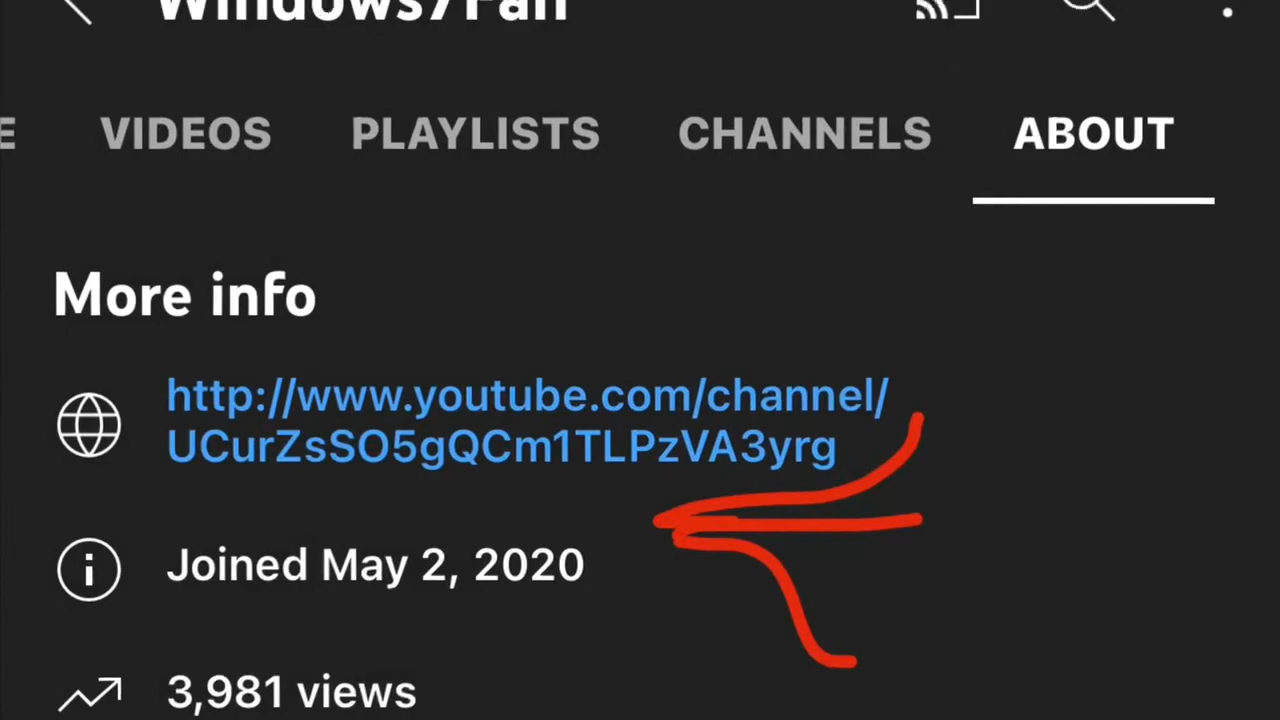 Windows7Fan
E VIDEOS PLAYLISTS CHANNELS ABOUT
More info
http://www.youtube.com/channel/
UCurZsSO5gQCm1TLPzVA3yrg
Joined May 2, 2020
3,981 views